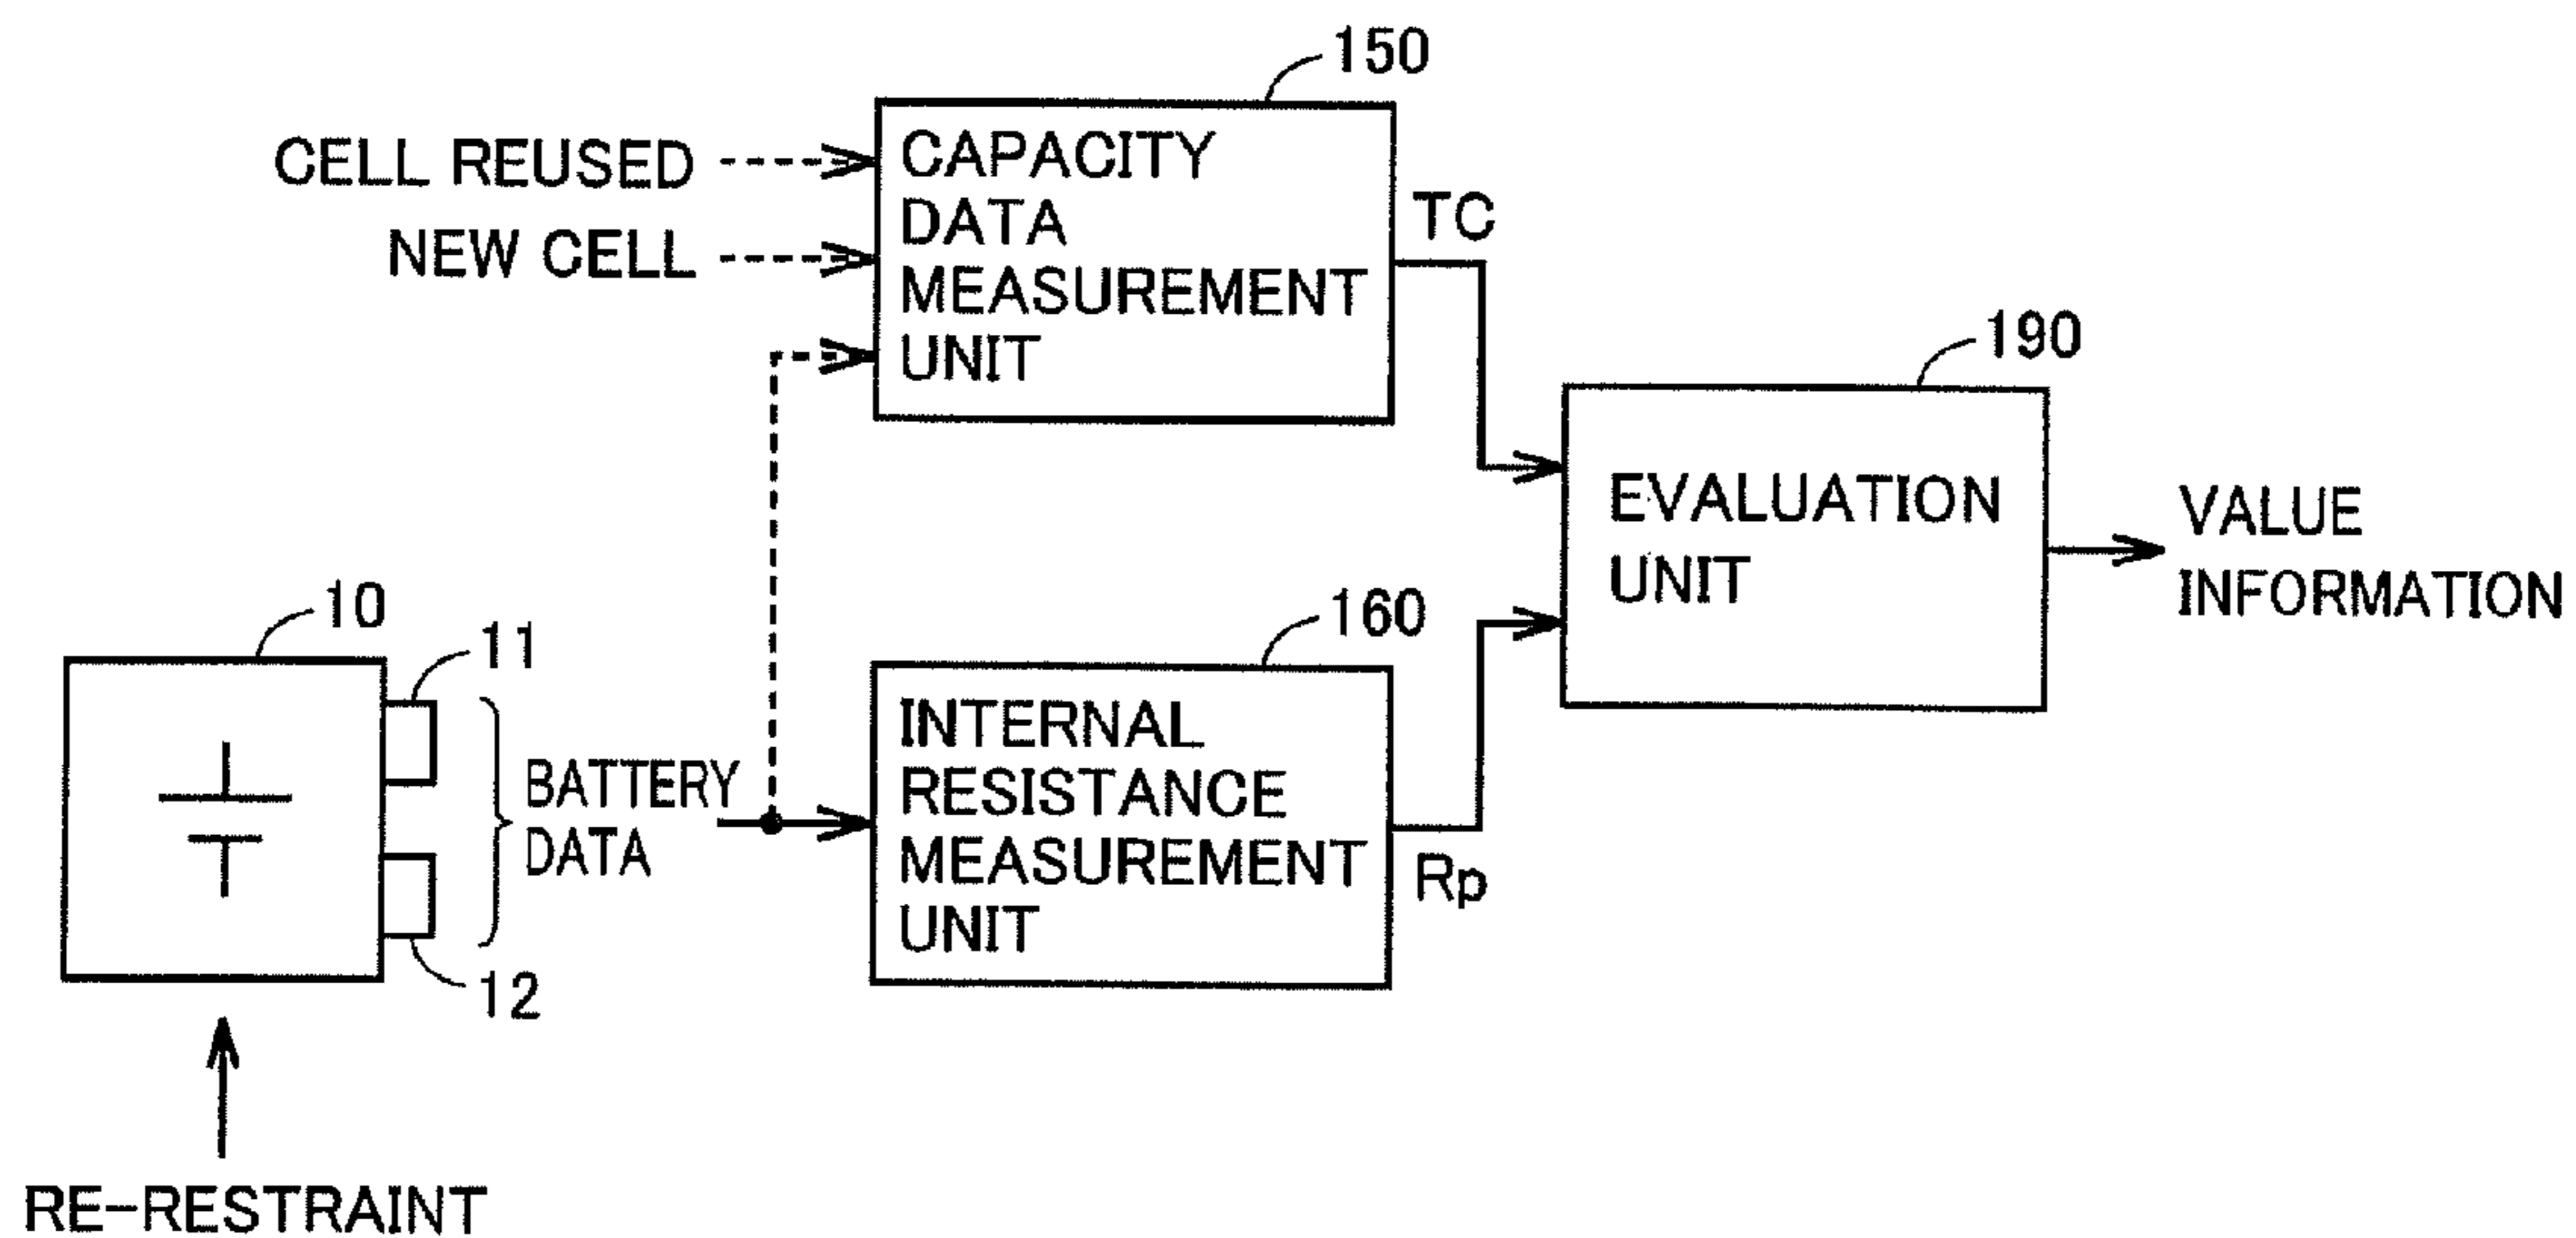 150
CELL REUSED
NEW CELL
CAPACITY
DATA
MEASUREMENT
UNIT
TC
190
EVALUATION
UNIT
VALUE
INFORMATION
10
11
12
BATTERY
DATA
160
INTERNAL
RESISTANCE
MEASUREMENT
UNIT
Rp
RE-RESTRAINT